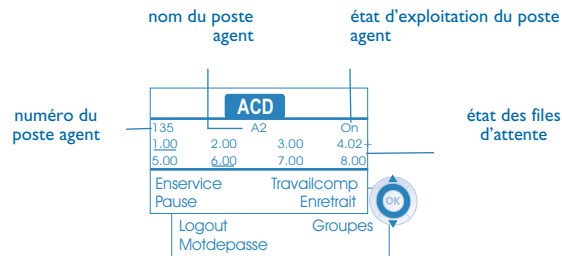 nom du poste agent
état d'exploitation du poste agent
numéro du poste agent
ACD
135 A2 On
1.00 2.00 3.00 4.02+
5.00 6.00 7.00 8.00
état des files d'attente
Enservice Travailcomp
Pause Enretrait
OK
Logout Groupes
Motdepasse